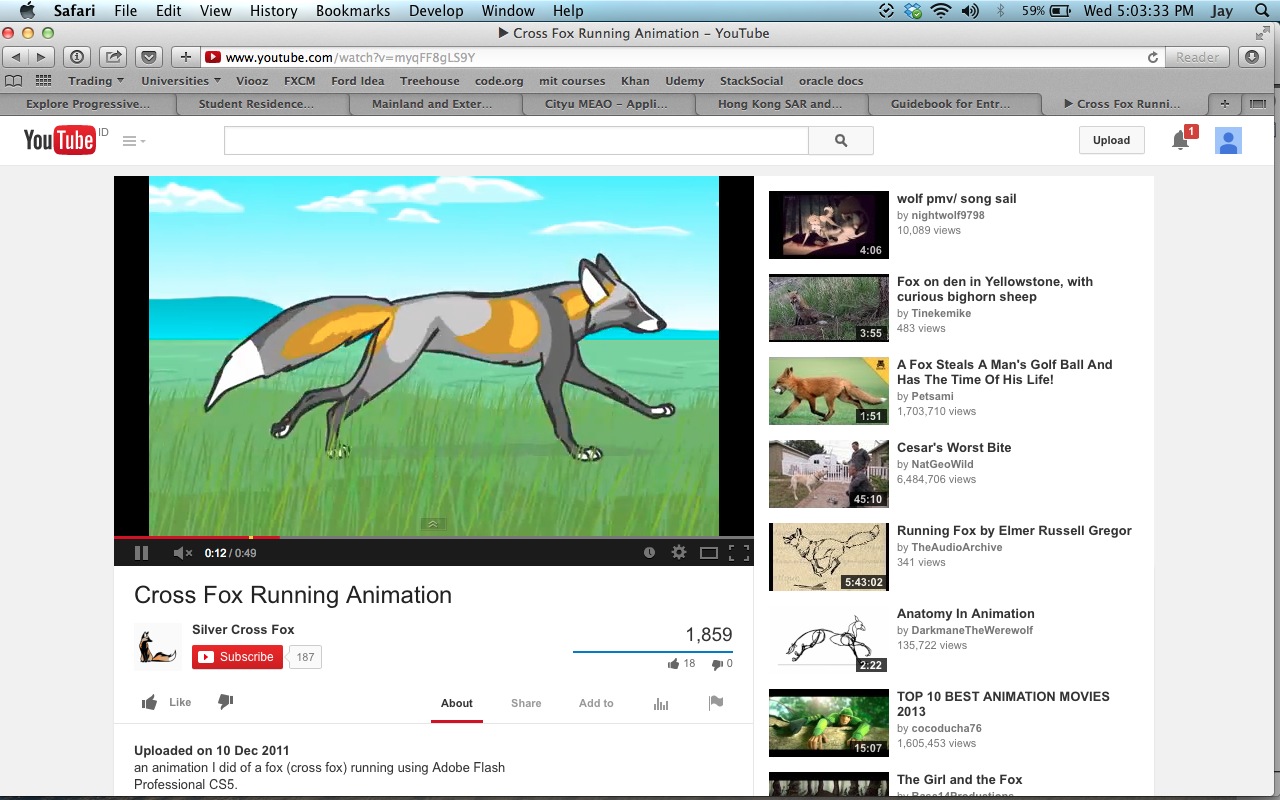 Safari File Edit View History Bookmarks Develop Window Help 59% Wed 5:03:33 PM Jay
Cross Fox Running Animation – YouTube
www.youtube.com/watch?v=myqFF8gLS9Y Reader
Trading Universities Viooz FXCM Ford Idea Treehouse code.org mit courses Khan Udemy StackSocial oracle docs
Explore Progressive... Student Residence... Mainland and Exter... Cityu MEAO – Appli... Hong Kong SAR and... Guidebook for Entr... Cross Fox Runni...
YouTube ID Upload 1
0:12 / 0:49
Cross Fox Running Animation
Silver Cross Fox
Subscribe 187
1,859
18 0
Like
About Share Add to
Uploaded on 10 Dec 2011
an animation I did of a fox (cross fox) running using Adobe Flash
Professional CS5.
4:06
wolf pmv/ song sail
by nightwolf9798
10,089 views
3:55
Fox on den in Yellowstone, with
curious bighorn sheep
by Tinekemike
483 views
1:51
A Fox Steals A Man's Golf Ball And
Has The Time Of His Life!
by Petsami
1,703,710 views
45:10
Cesar's Worst Bite
by NatGeoWild
6,484,706 views
5:43:02
Running Fox by Elmer Russell Gregor
by TheAudioArchive
341 views
2:22
Anatomy In Animation
by DarkmaneTheWerewolf
135,722 views
15:07
TOP 10 BEST ANIMATION MOVIES
2013
by cocoducha76
1,605,453 views
The Girl and the Fox
by Base14Productions